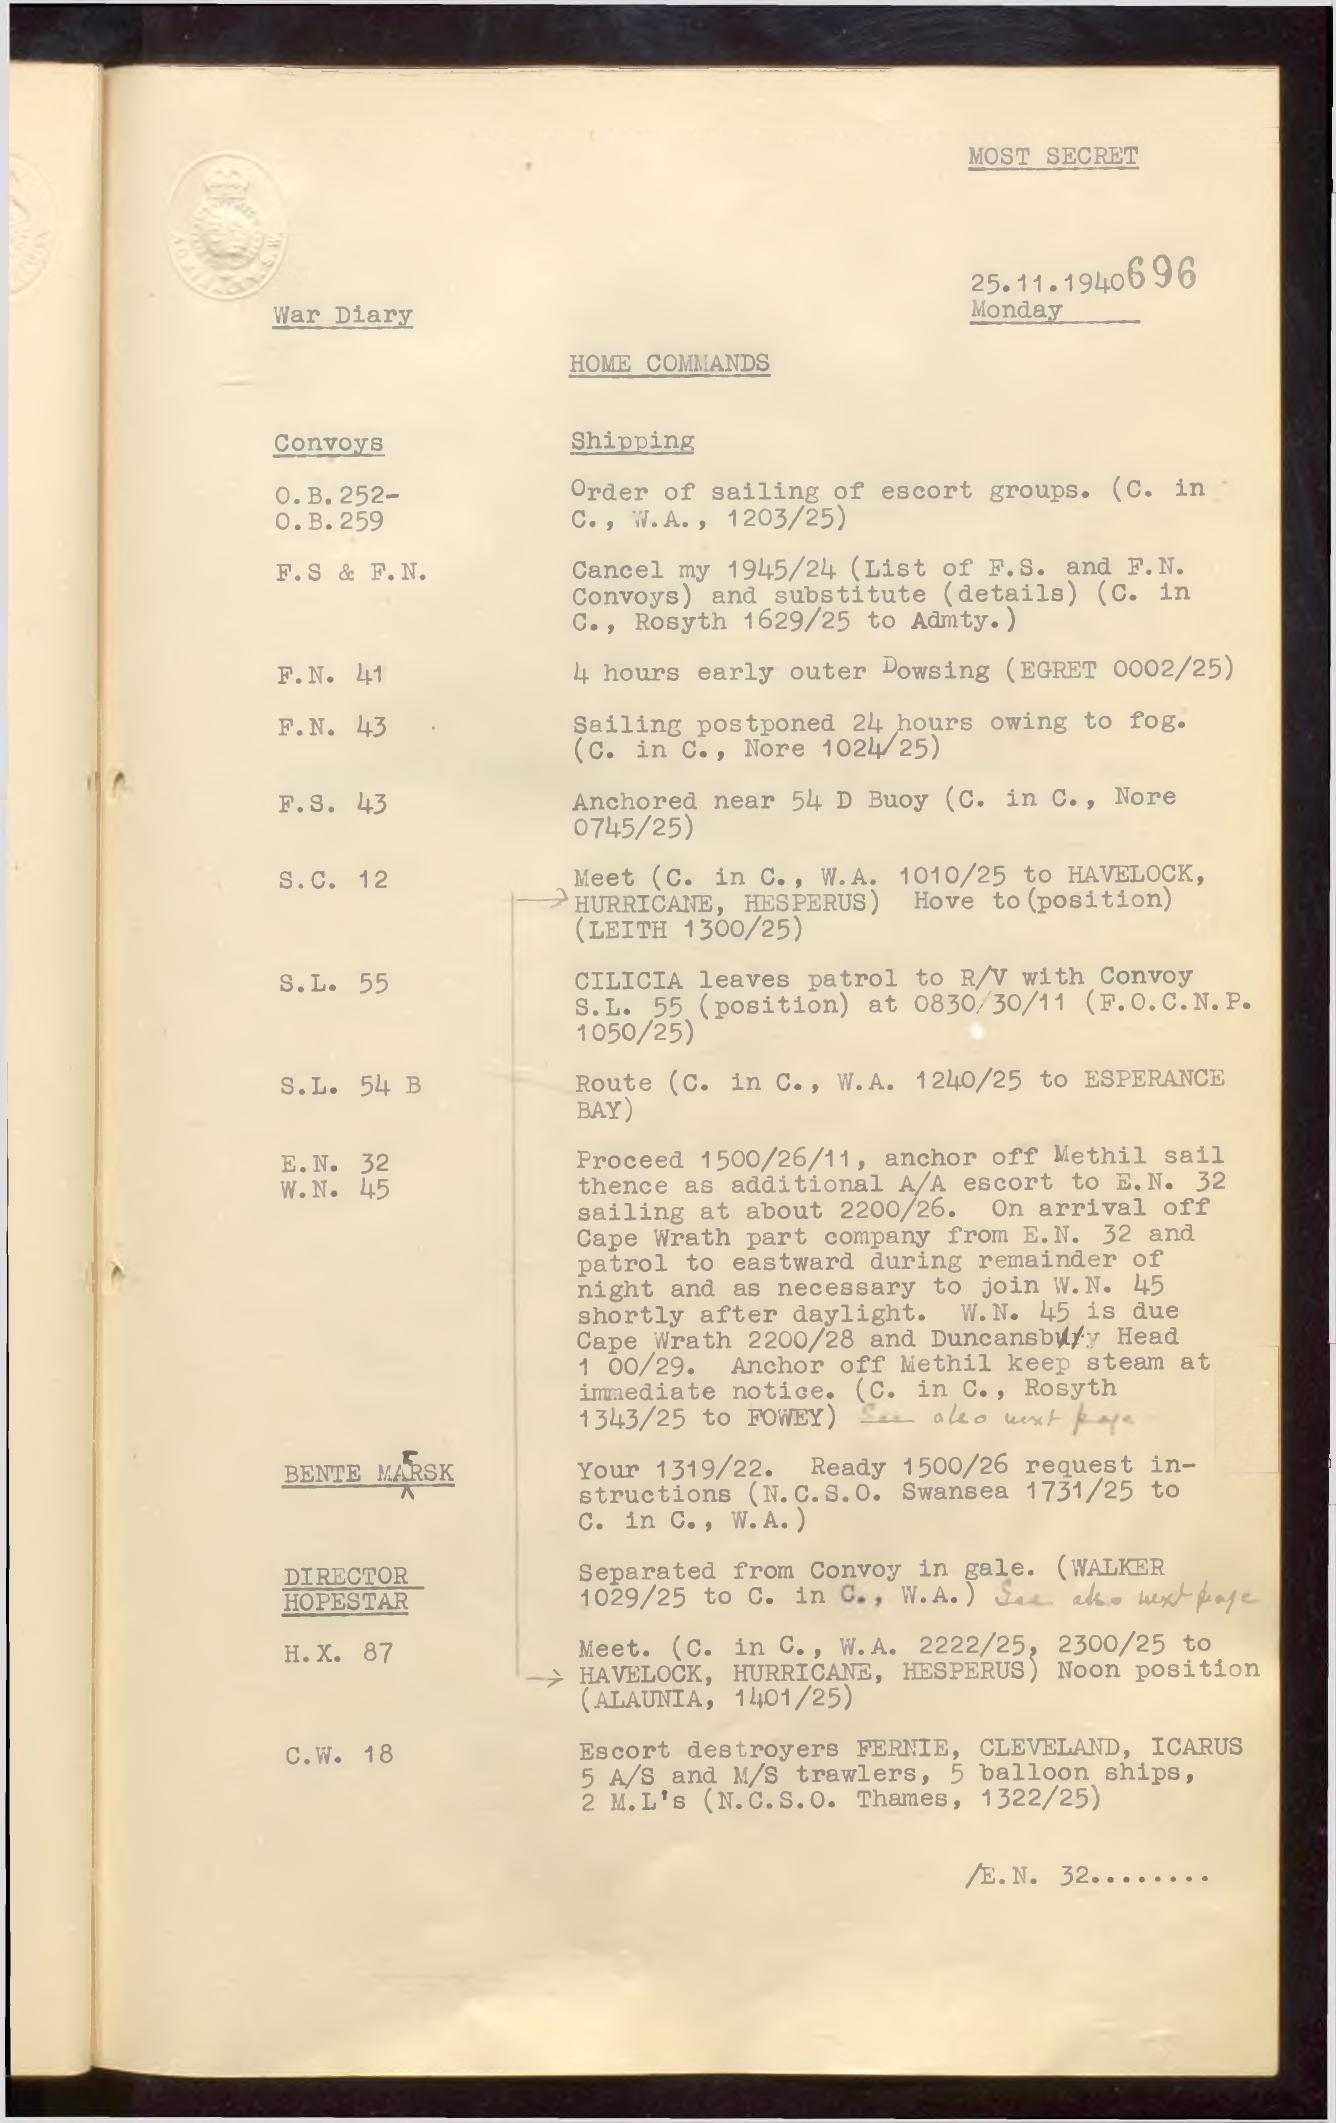 MOST SECRET
25.11.1940 696
Monday
War Diary
HOME COMMANDS
Convoys
Shipping
O.B.252-
O.B.259
Order of sailing of escort groups. (C. in
C., W.A., 1203/25)
F.S & F.N.
Cancel my 1945/24 (List of F.S. and F.N.
Convoys) and substitute (details) (C. in
C., Rosyth 1629/25 to Admty.)
F.N. 41
4 hours early outer Dowsing (EGRET 0002/25)
F.N. 43
Sailing postponed 24 hours owing to fog.
(C. in C., Nore 1024/25)
F.S. 43
Anchored near 54 D Buoy (C. in C., Nore
0745/25)
S.C. 12
Meet (C. in C., W.A. 1010/25 to HAVELOCK,
HURRICANE, HESPERUS) Hove to (position)
(LEITH 1300/25)
S.L. 55
CILICIA leaves patrol to R/V with Convoy
S.L. 55 (position) at 0830/30/11 (F.O.C.N.P.
1050/25)
S.L. 54 B
Route (C. in C., W.A. 1240/25 to ESPERANCE
BAY)
E.N. 32
W.N. 45
Proceed 1500/26/11, anchor off Methil sail
thence as additional A/A escort to E.N. 32
sailing at about 2200/26. On arrival off
Cape Wrath part company from E.N. 32 and
patrol to eastward during remainder of
night and as necessary to join W.N. 45
shortly after daylight. W.N. 45 is due
Cape Wrath 2200/28 and Duncansbury Head
1 00/29. Anchor off Methil keep steam at
immediate notice. (C. in C., Rosyth
1343/25 to FOWEY) See also next page
BENTE MAERSK
Your 1319/22. Ready 1500/26 request in-
structions (N.C.S.O. Swansea 1731/25 to
C. in C., W.A.)
DIRECTOR
HOPESTAR
Separated from Convoy in gale. (WALKER
1029/25 to C. in C., W.A.) See also next page
H.X. 87
Meet. (C. in C., W.A. 2222/25, 2300/25 to
HAVELOCK, HURRICANE, HESPERUS) Noon position
(ALAUNIA, 1401/25)
C.W. 18
Escort destroyers FERNIE, CLEVELAND, ICARUS
5 A/S and M/S trawlers, 5 balloon ships,
2 M.L's (N.C.S.O. Thames, 1322/25)
/E.N. 32........